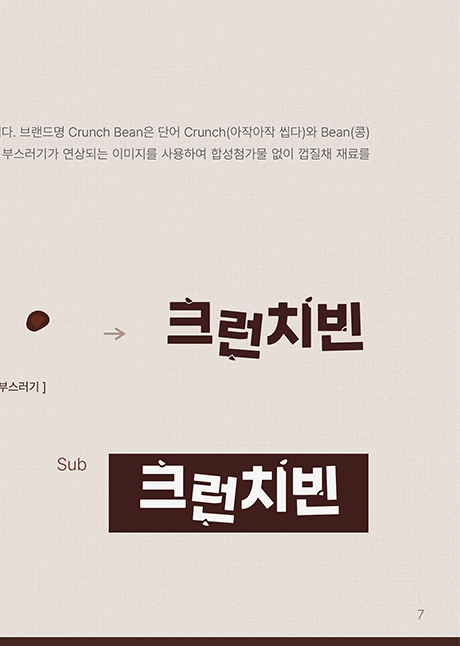 다. 브랜드명 Crunch Bean은 단어 Crunch(아작아작 씹다)와 Bean(콩)
부스러기가 연상되는 이미지를 사용하여 합성첨가물 없이 껍질채 재료를
→
크런치빈
부스러기 ]
Sub
크런치빈
7